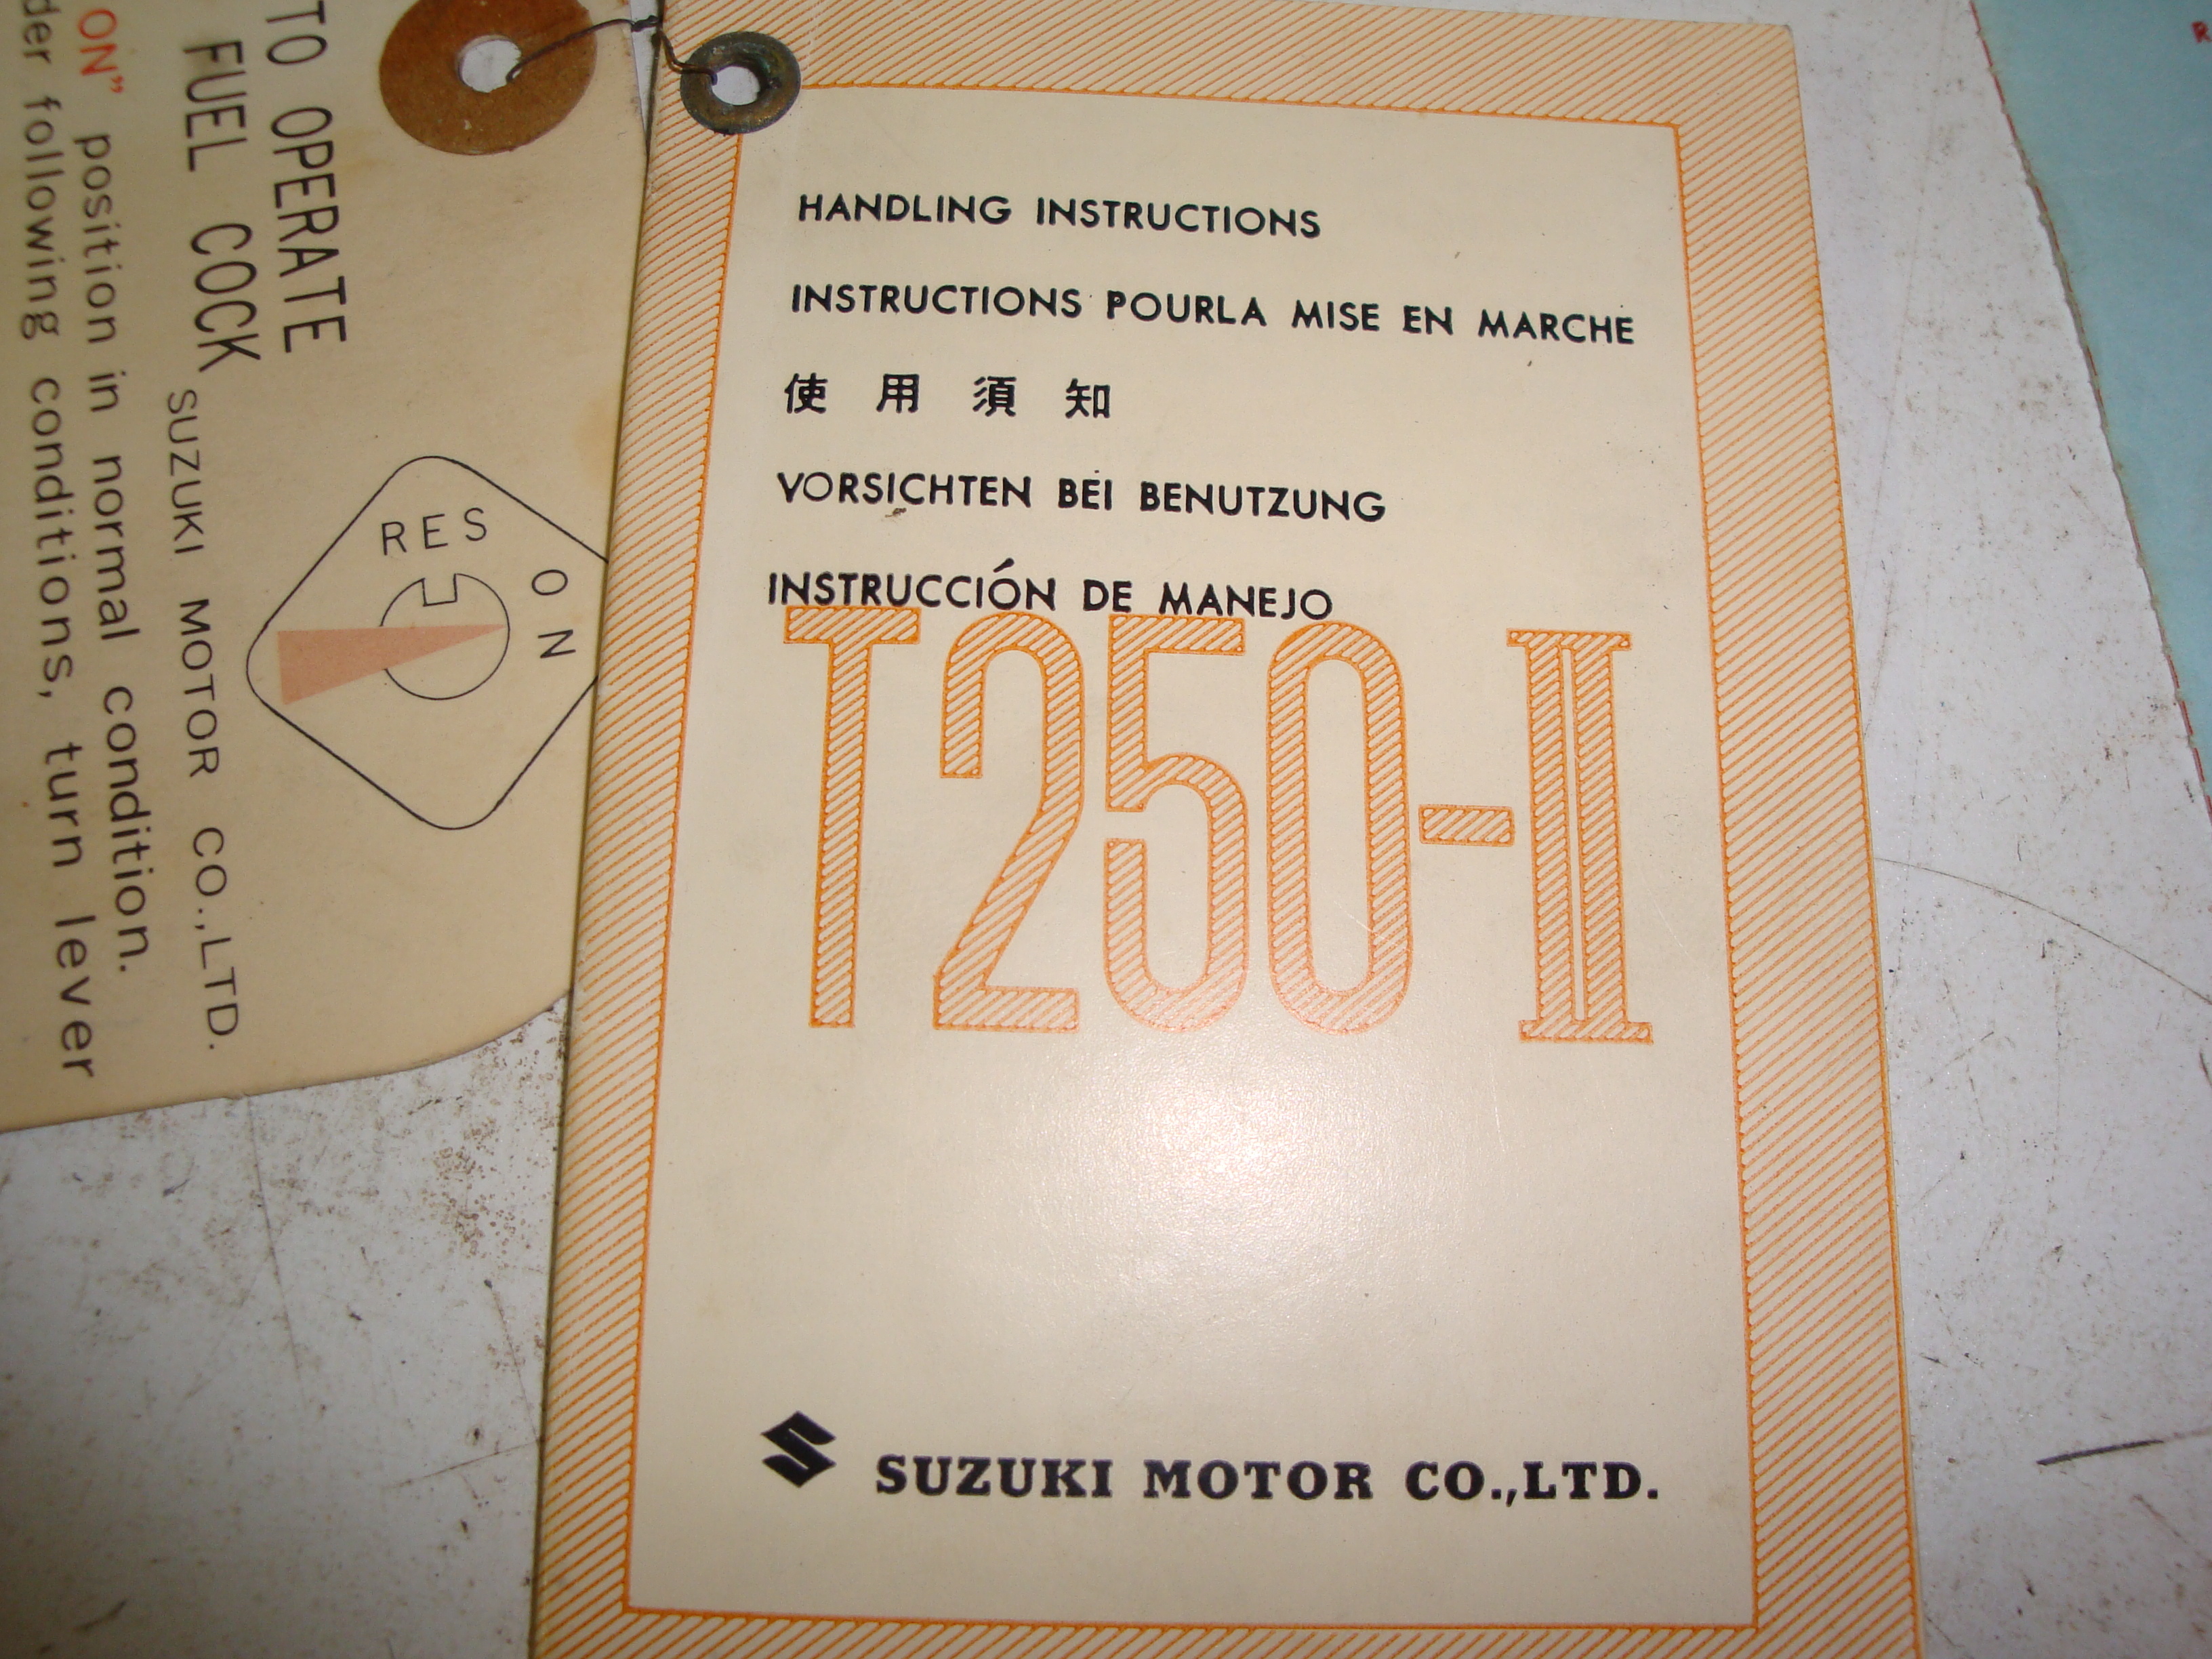 TO OPERATE
FUEL COCK
SUZUKI MOTOR CO.,LTD.
RES
ON
ON" position in normal condition.
following conditions, turn lever
HANDLING INSTRUCTIONS
INSTRUCTIONS POURLA MISE EN MARCHE
使用須知
VORSICHTEN BEI BENUTZUNG
INSTRUCCIÓN DE MANEJO
T250-II
SUZUKI MOTOR CO.,LTD.